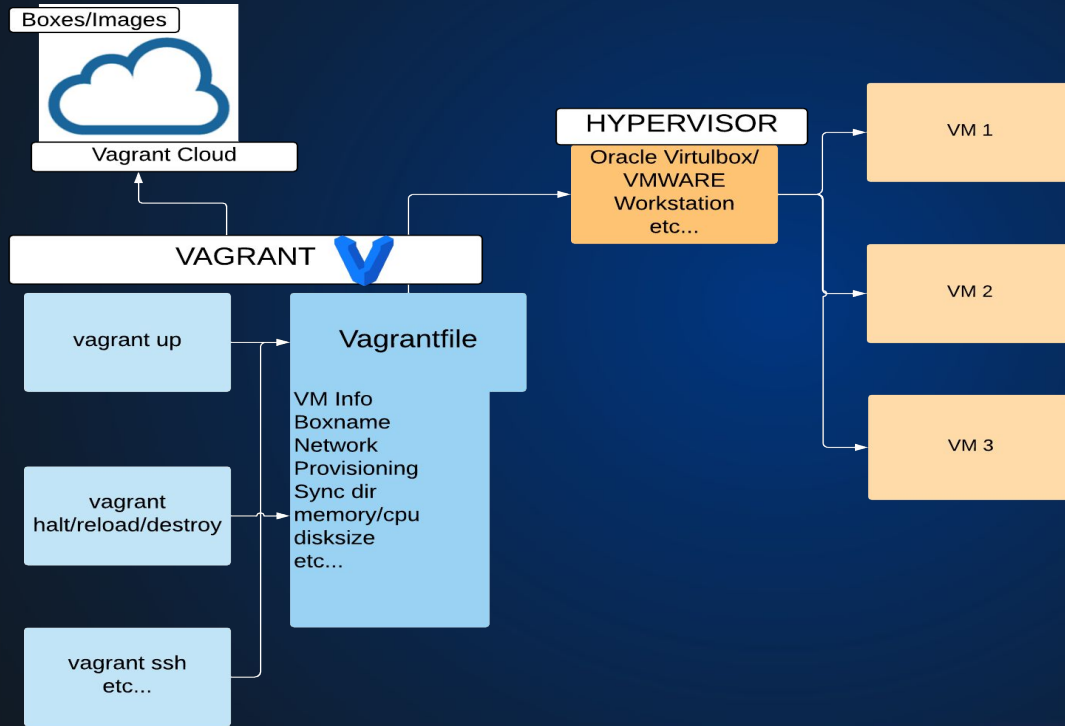 Boxes/Images
Vagrant Cloud
VAGRANT
vagrant up
vagrant
halt/reload/destroy
vagrant ssh
etc...
Vagrantfile
VM Info
Boxname
Network
Provisioning
Sync dir
memory/cpu
disksize
etc...
HYPERVISOR
Oracle Virtulbox/
VMWARE
Workstation
etc...
VM 1
VM 2
VM 3